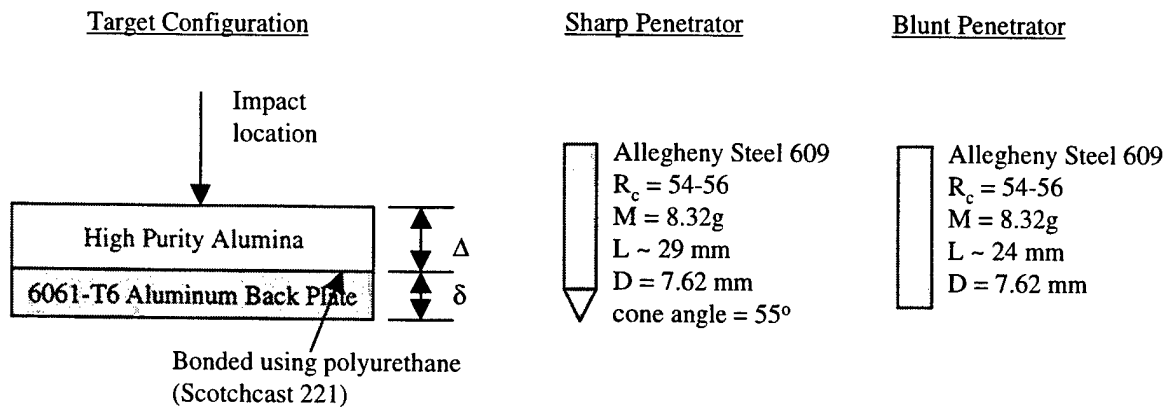 Target Configuration
Impact
location
High Purity Alumina
Δ
6061-T6 Aluminum Back Plate
δ
Bonded using polyurethane
(Scotchcast 221)
Sharp Penetrator
Allegheny Steel 609
R_c = 54-56
M = 8.32g
L ~ 29 mm
D = 7.62 mm
cone angle = 55°
Blunt Penetrator
Allegheny Steel 609
R_c = 54-56
M = 8.32g
L ~ 24 mm
D = 7.62 mm